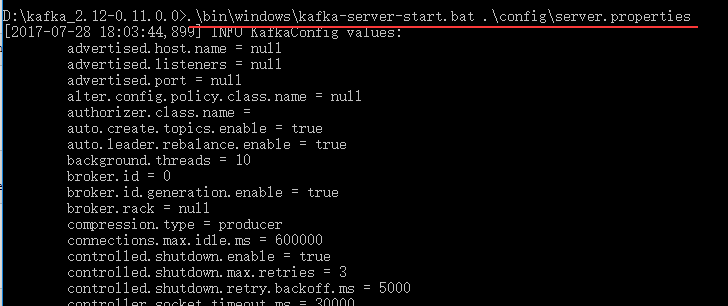 D:\kafka_2.12-0.11.0.0>.\bin\windows\kafka-server-start.bat .\config\server.properties
[2017-07-28 18:03:44,899] INFO KafkaConfig values:
advertised.host.name = null
advertised.listeners = null
advertised.port = null
alter.config.policy.class.name = null
authorizer.class.name =
auto.create.topics.enable = true
auto.leader.rebalance.enable = true
background.threads = 10
broker.id = 0
broker.id.generation.enable = true
broker.rack = null
compression.type = producer
connections.max.idle.ms = 600000
controlled.shutdown.enable = true
controlled.shutdown.max.retries = 3
controlled.shutdown.retry.backoff.ms = 5000
controller.socket.timeout.ms = 30000